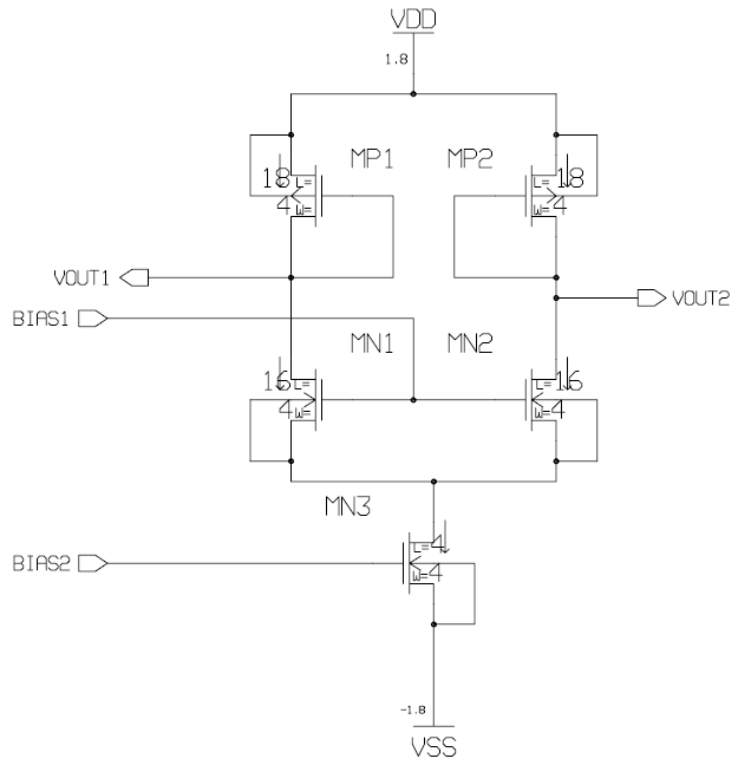 VDD
1.8
MP1 MP2
18 L= L= 18
4 W= W= 4
VOUT1
VOUT2
BIAS1
MN1 MN2
16 L= L= 16
4 W= W= 4
MN3
L= 4
BIAS2
W= 4
-1.8
VSS